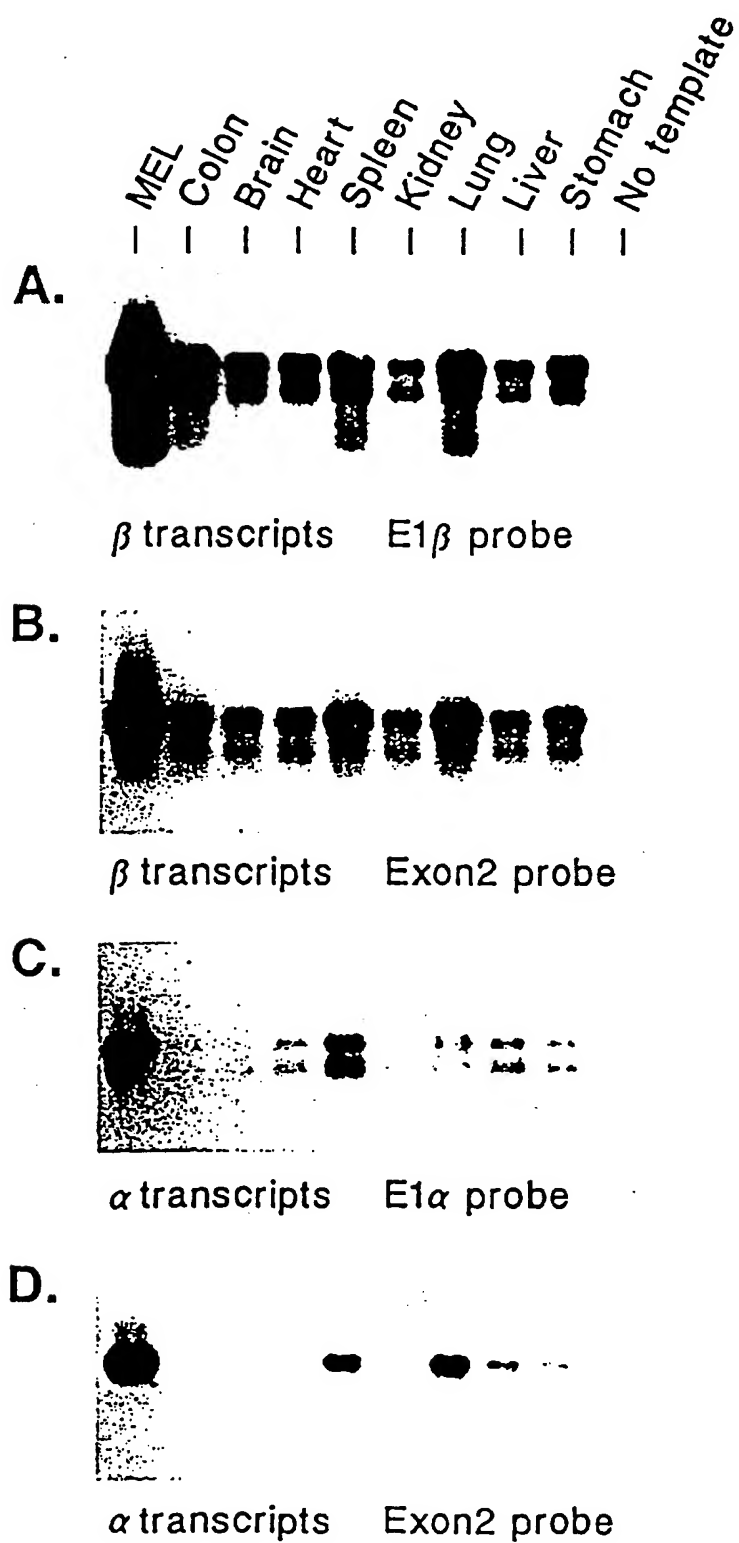 MEL
Colon
Brain
Heart
Spleen
Kidney
Lung
Liver
Stomach
No template
A.
β transcripts E1β probe
B.
β transcripts Exon2 probe
C.
α transcripts E1α probe
D.
α transcripts Exon2 probe